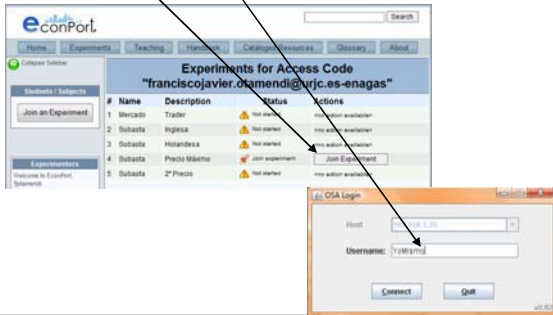 econPort.
Search
Home Experiments Teaching Handbook Cataloged Resources Glossary About
Collapse Sidebar
Students / Subjects
Join an Experiment
Experimenters
Welcome to EconPort,
Experiments for Access Code
"franciscojavier.otamendi@urjc.es-enagas"
# Name Description Status Actions
1 Mercado Trader Not started <no action available>
2 Subasta Inglesa Not started <no action available>
3 Subasta Holandesa Not started <no action available>
4 Subasta Precio Máximo Join experiment Join Experiment
5 Subasta 2º Precio Not started <no action available>
OSA Login
Host
Username: YoMismo
Connect Quit